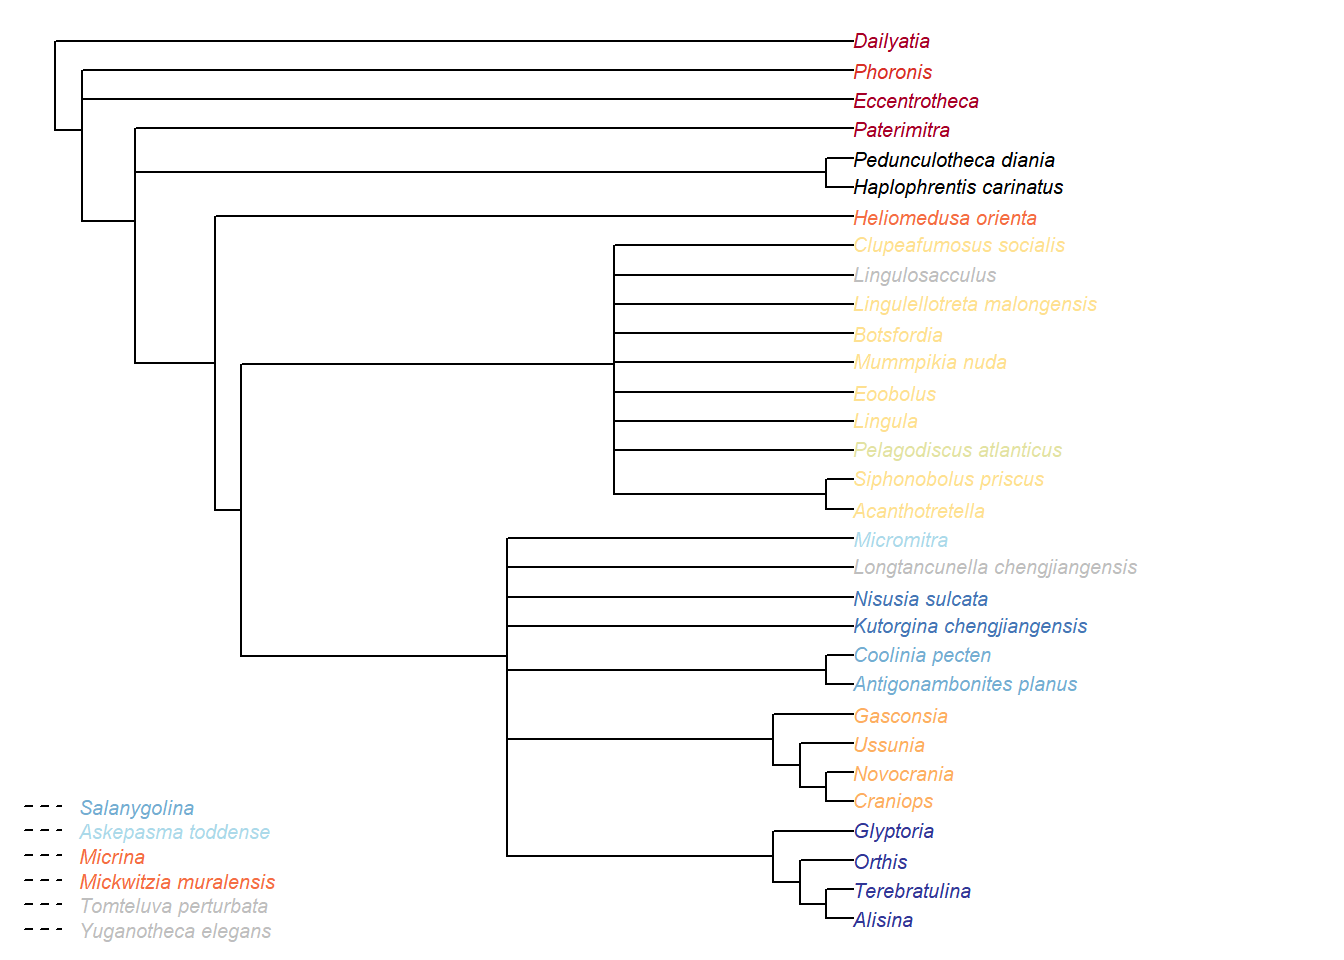 Dailyatia
Phoronis
Eccentrotheca
Paterimitra
Pedunculotheca diania
Haplophrentis carinatus
Heliomedusa orienta
Clupeafumosus socialis
Lingulosacculus
Lingulellotreta malongensis
Botsfordia
Mummpikia nuda
Eoobolus
Lingula
Pelagodiscus atlanticus
Siphonobolus priscus
Acanthotretella
Micromitra
Longtancunella chengjiangensis
Nisusia sulcata
Kutorgina chengjiangensis
Coolinia pecten
Antigonambonites planus
Gasconsia
Ussunia
Novocrania
Craniops
Glyptoria
Orthis
Terebratulina
Alisina
Salanygolina
Askepasma toddense
Micrina
Mickwitzia muralensis
Tomteluva perturbata
Yuganotheca elegans